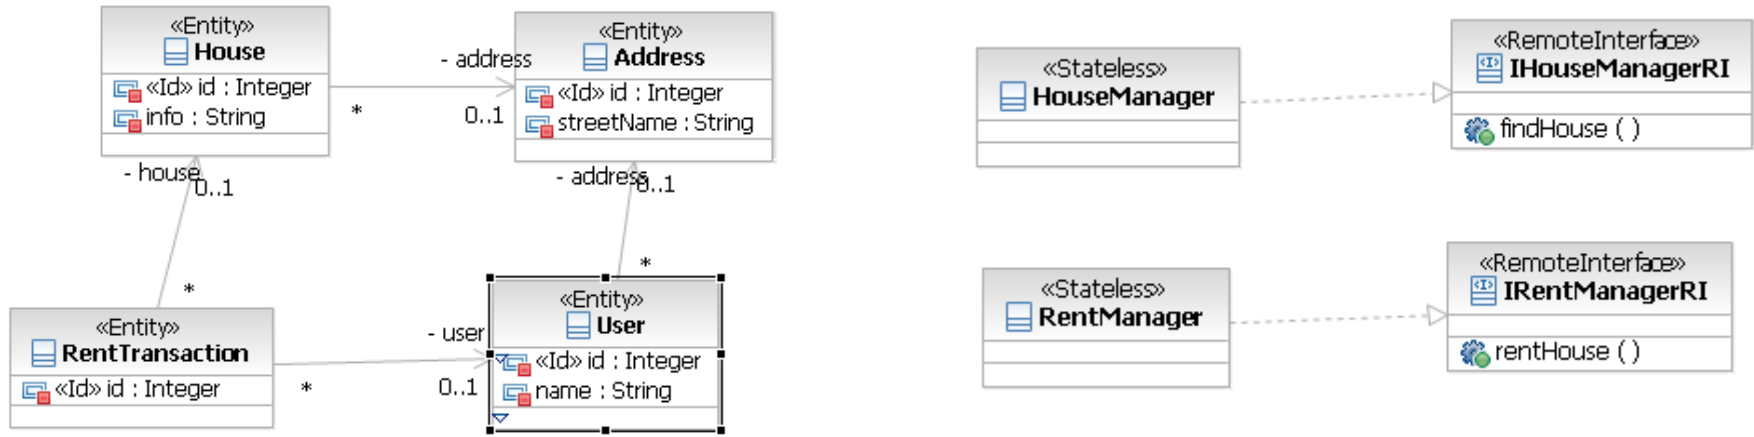 «Entity»
House
«Id» id : Integer
info : String
- address
*
0..1
«Entity»
Address
«Id» id : Integer
streetName : String
- house
0..1
*
- address
0..1
*
«Entity»
RentTransaction
«Id» id : Integer
- user
*
0..1
«Entity»
User
«Id» id : Integer
name : String
«Stateless»
HouseManager
«RemoteInterface»
IHouseManagerRI
findHouse ( )
«Stateless»
RentManager
«RemoteInterface»
IRentManagerRI
rentHouse ( )